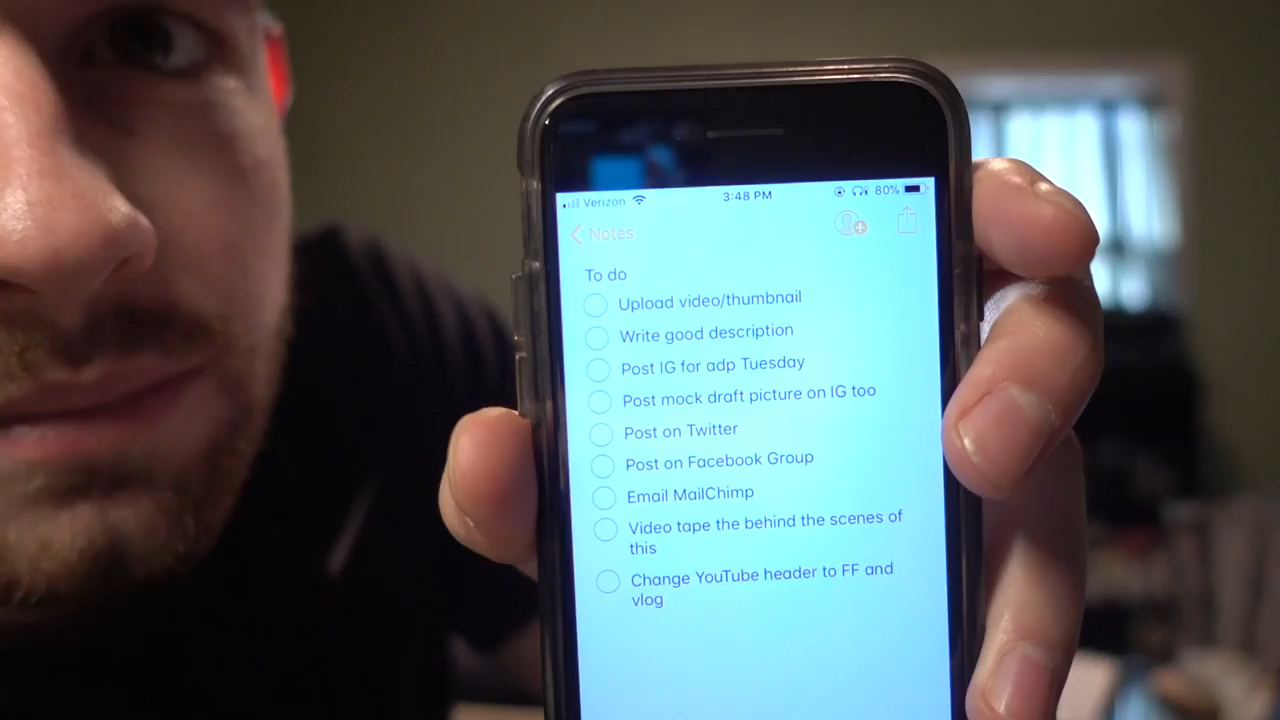 Verizon 3:48 PM 80%
Notes
To do
Upload video/thumbnail
Write good description
Post IG for adp Tuesday
Post mock draft picture on IG too
Post on Twitter
Post on Facebook Group
Email MailChimp
Video tape the behind the scenes of
this
Change YouTube header to FF and
vlog